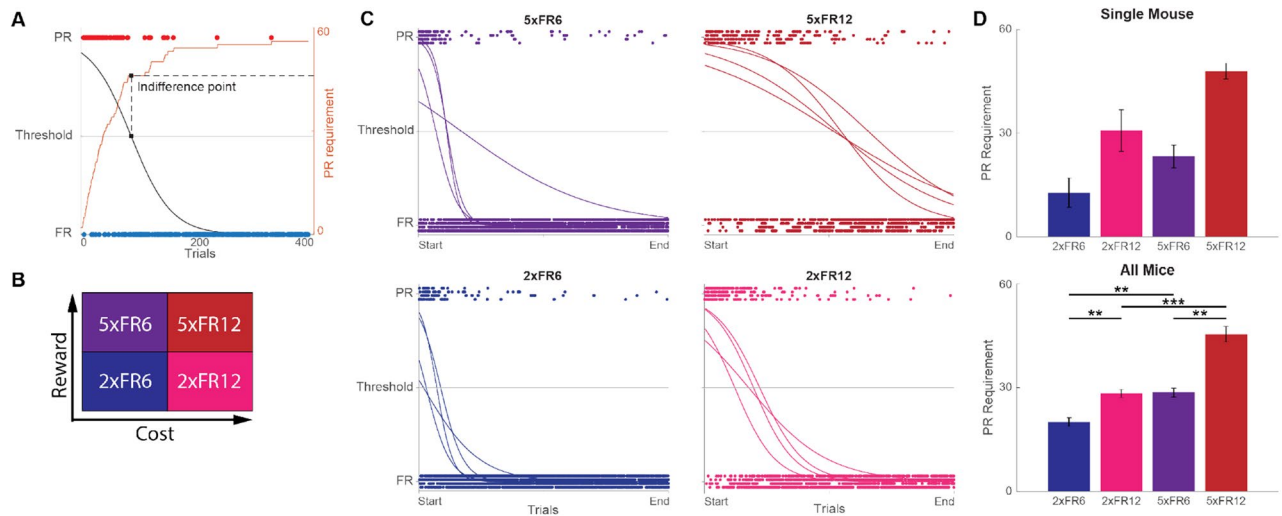 A
PR
60
Indifference point
Threshold
PR requirement
FR
0
0
200
400
Trials
B
Reward
5xFR6
5xFR12
2xFR6
2xFR12
Cost
C
5xFR6
PR
Threshold
FR
Start
End
5xFR12
Start
End
2xFR6
PR
Threshold
FR
Start
End
Trials
2xFR12
Start
End
Trials
D
Single Mouse
60
30
0
PR Requirement
2xFR6
2xFR12
5xFR6
5xFR12
All Mice
60
**
***
**
**
30
0
PR Requirement
2xFR6
2xFR12
5xFR6
5xFR12